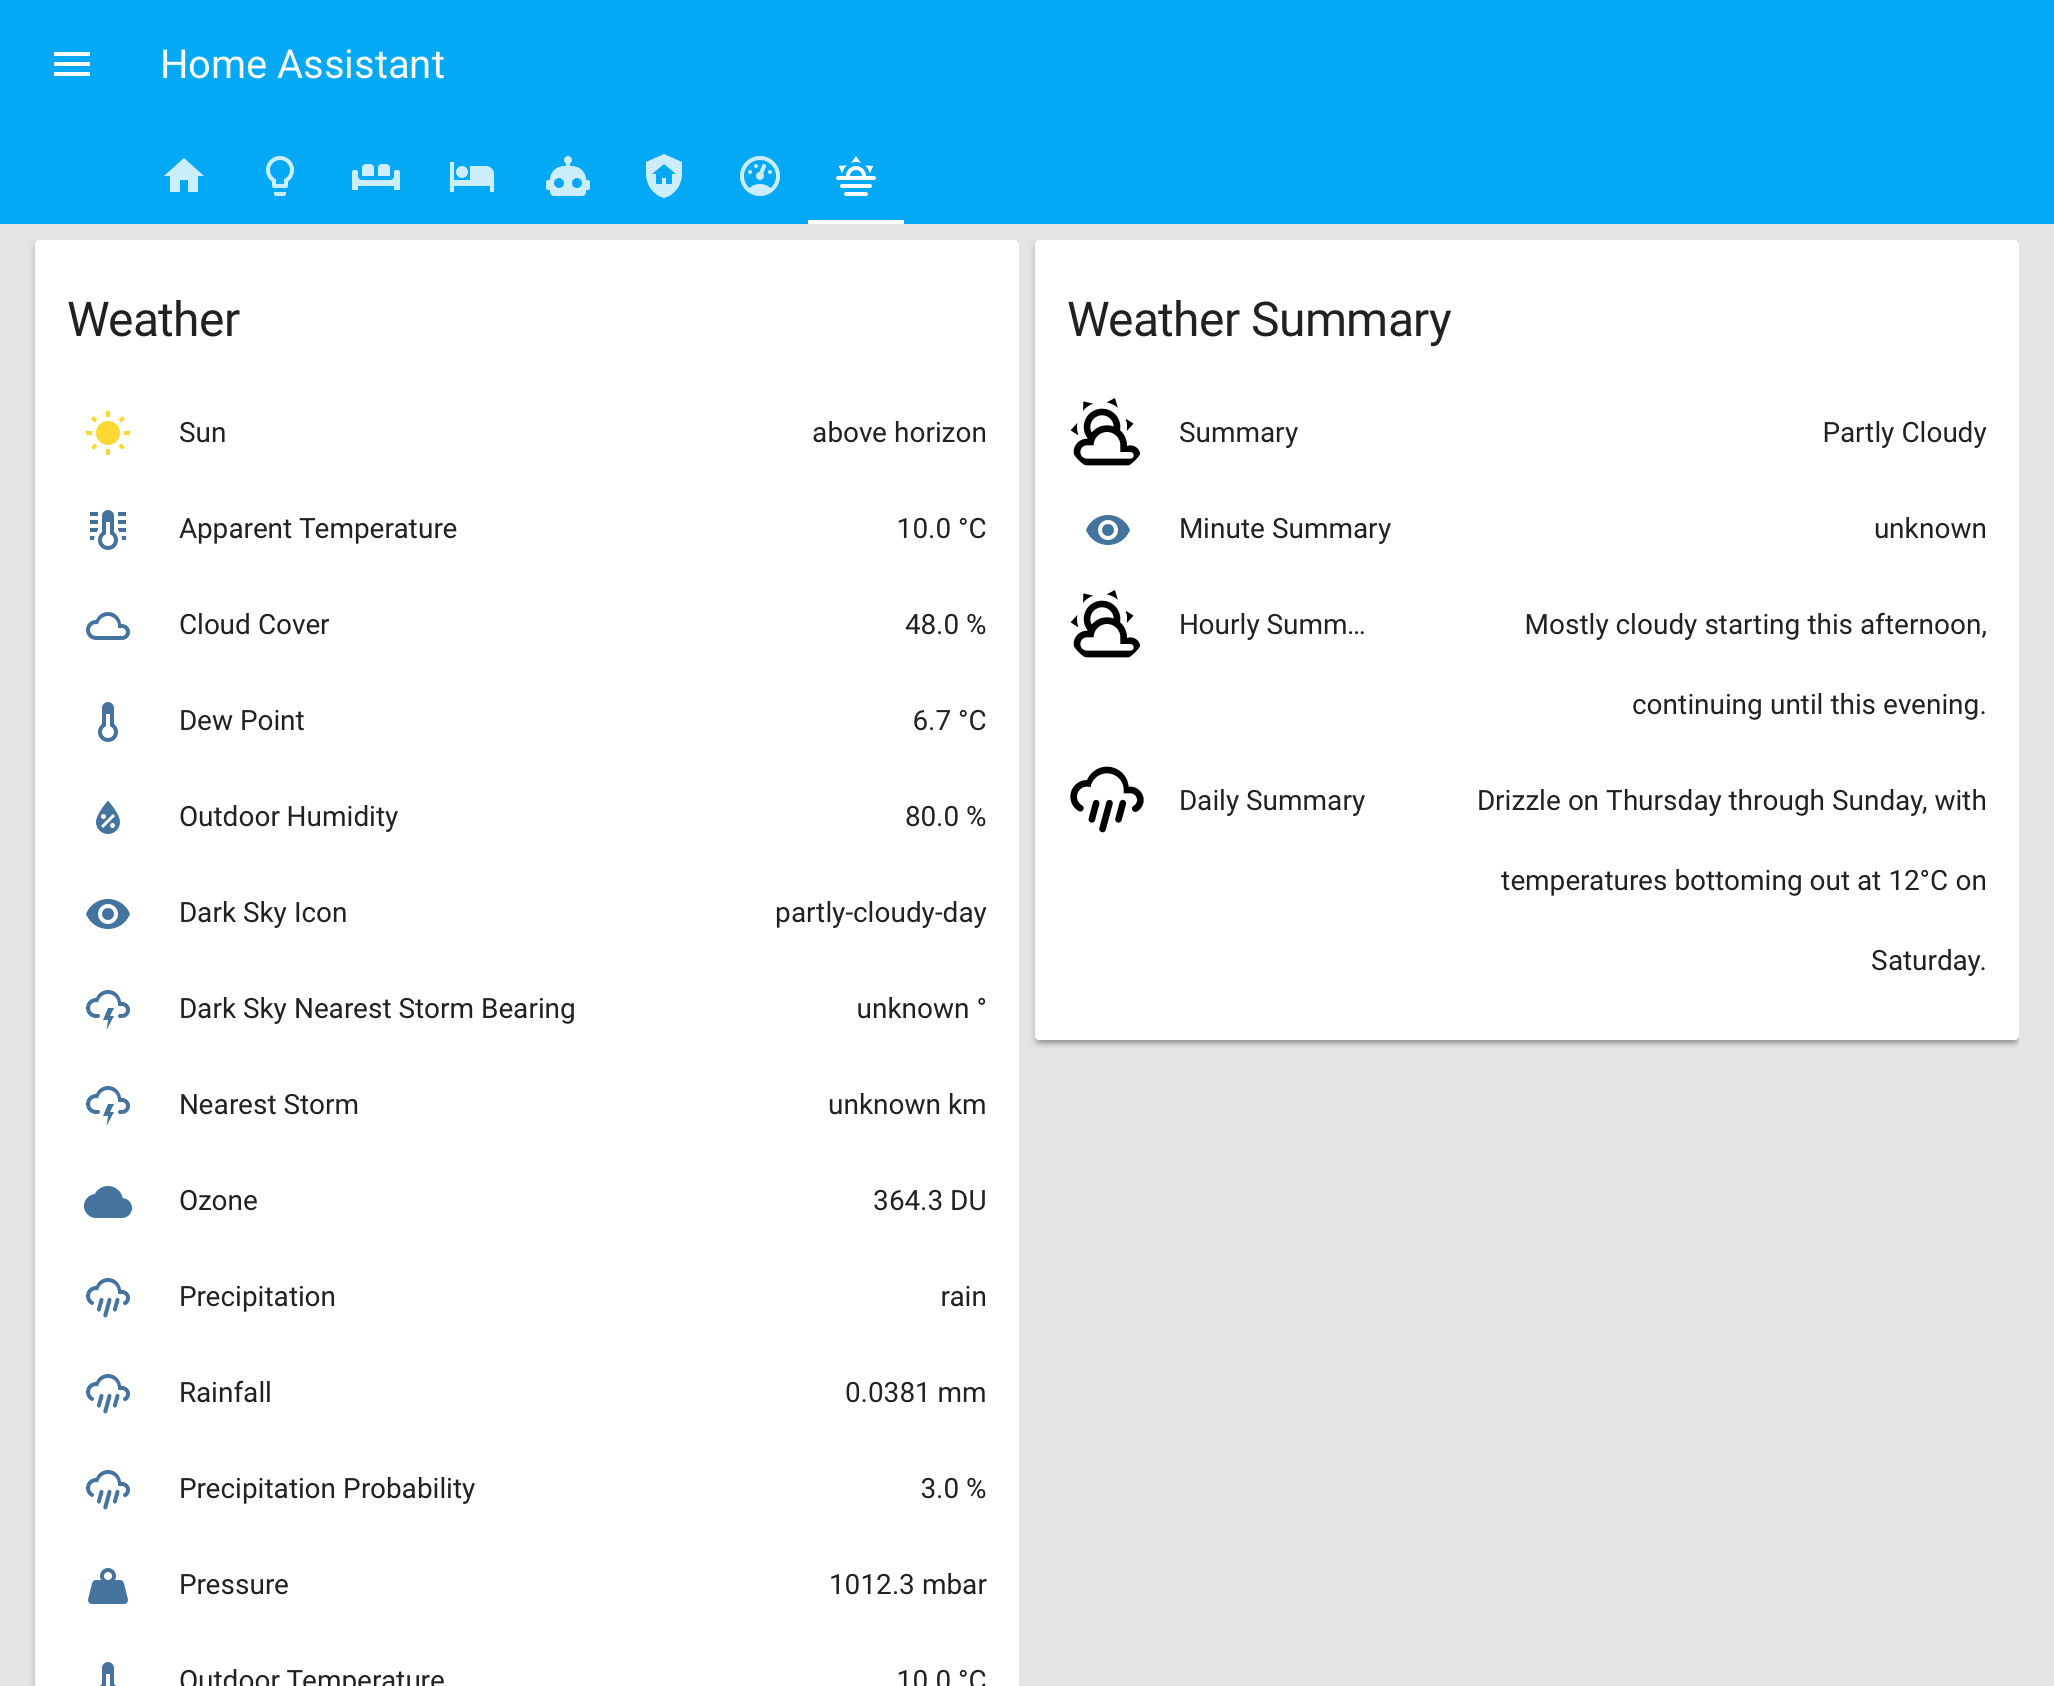 Home Assistant
Weather
Sun above horizon
Apparent Temperature 10.0 °C
Cloud Cover 48.0 %
Dew Point 6.7 °C
Outdoor Humidity 80.0 %
Dark Sky Icon partly-cloudy-day
Dark Sky Nearest Storm Bearing unknown °
Nearest Storm unknown km
Ozone 364.3 DU
Precipitation rain
Rainfall 0.0381 mm
Precipitation Probability 3.0 %
Pressure 1012.3 mbar
Outdoor Temperature 10.0 °C
Weather Summary
Summary Partly Cloudy
Minute Summary unknown
Hourly Summ... Mostly cloudy starting this afternoon,
continuing until this evening.
Daily Summary Drizzle on Thursday through Sunday, with
temperatures bottoming out at 12°C on
Saturday.